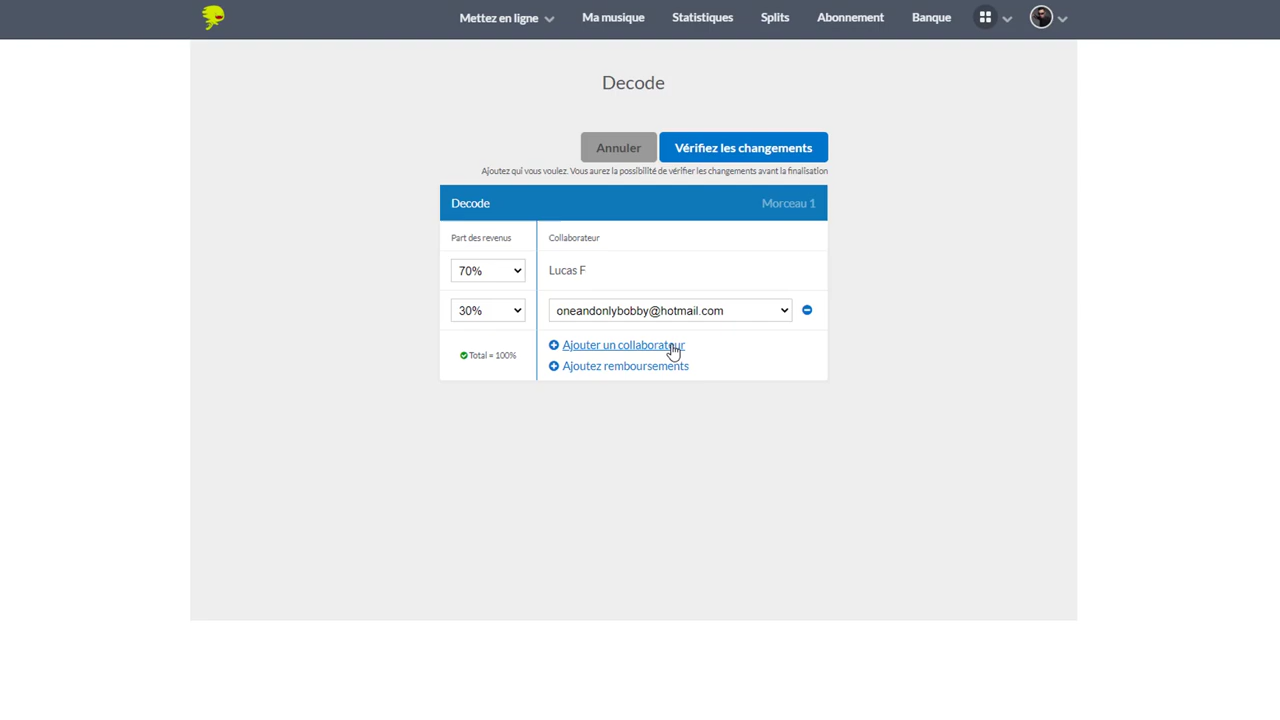 Mettez en ligne Ma musique Statistiques Splits Abonnement Banque
Decode
Annuler Vérifiez les changements
Ajoutez qui vous voulez. Vous aurez la possibilité de vérifier les changements avant la finalisation
Decode Morceau 1
Part des revenus Collaborateur
70% Lucas F
30% oneandonlybobby@hotmail.com
Ajouter un collaborateur
Total = 100%
Ajoutez remboursements